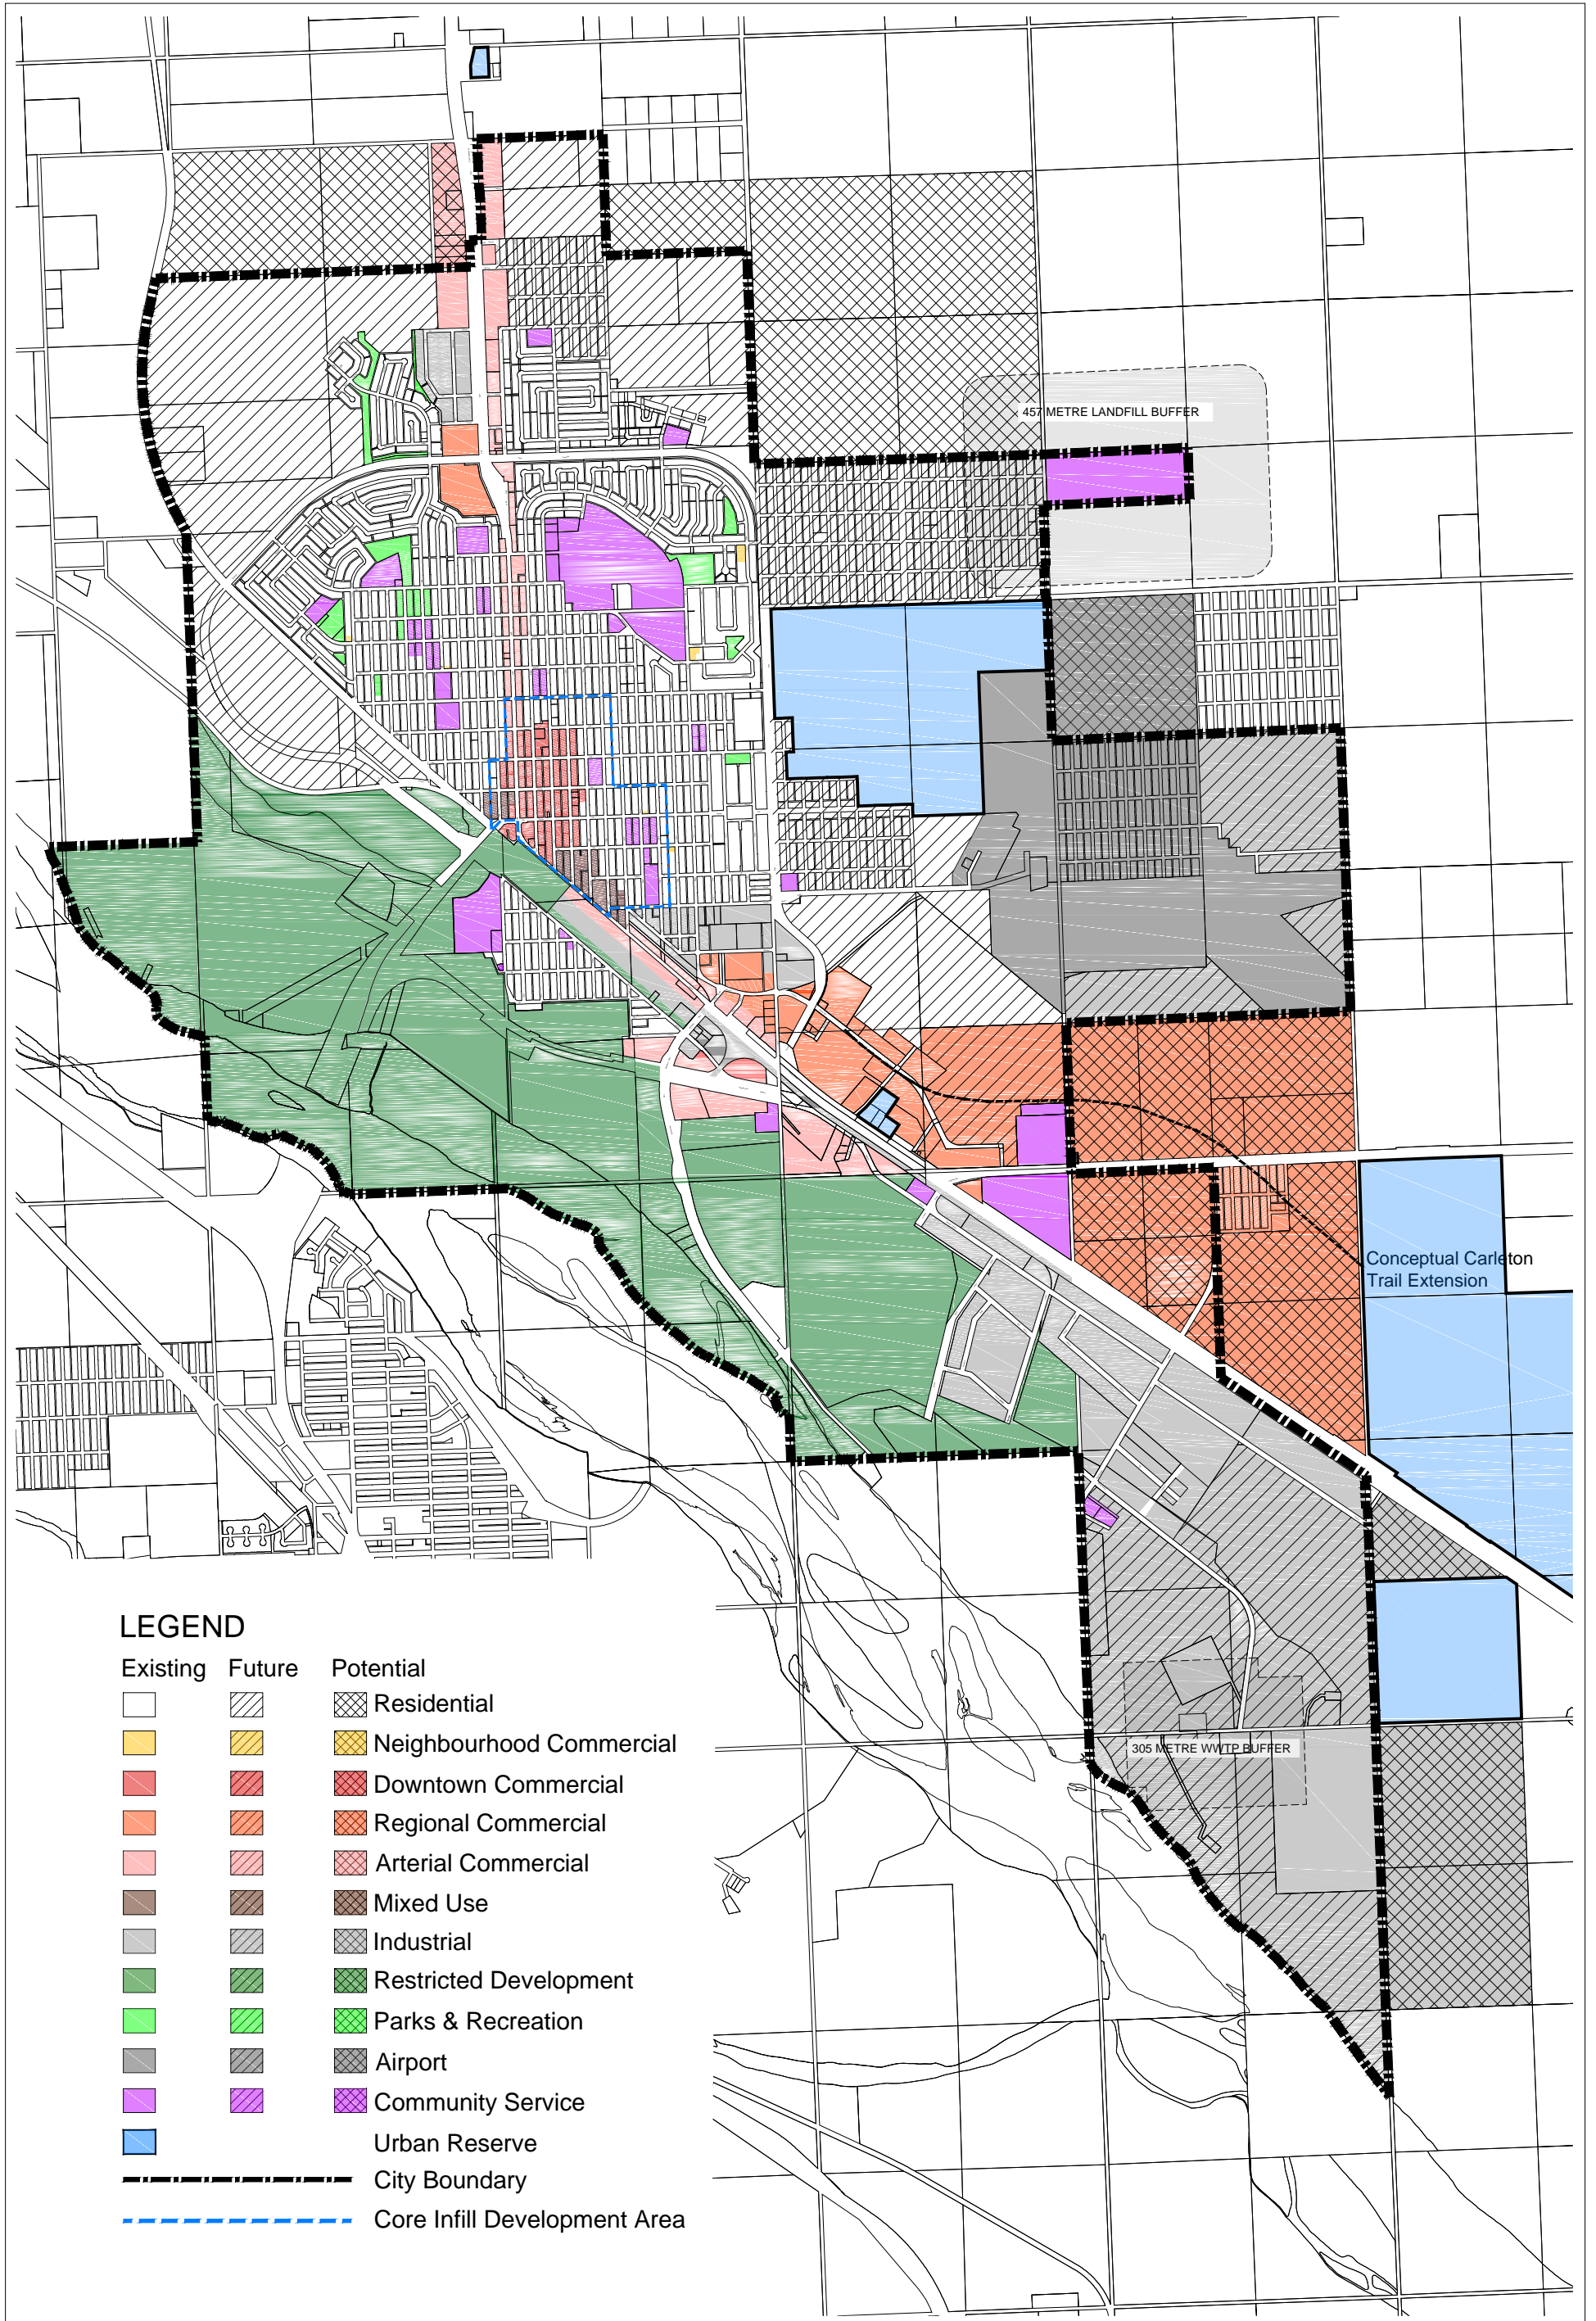 457 METRE LANDFILL BUFFER
Conceptual Carleton
Trail Extension
305 METRE WWTP BUFFER
LEGEND
Existing Future Potential
Residential
Neighbourhood Commercial
Downtown Commercial
Regional Commercial
Arterial Commercial
Mixed Use
Industrial
Restricted Development
Parks & Recreation
Airport
Community Service
Urban Reserve
City Boundary
Core Infill Development Area